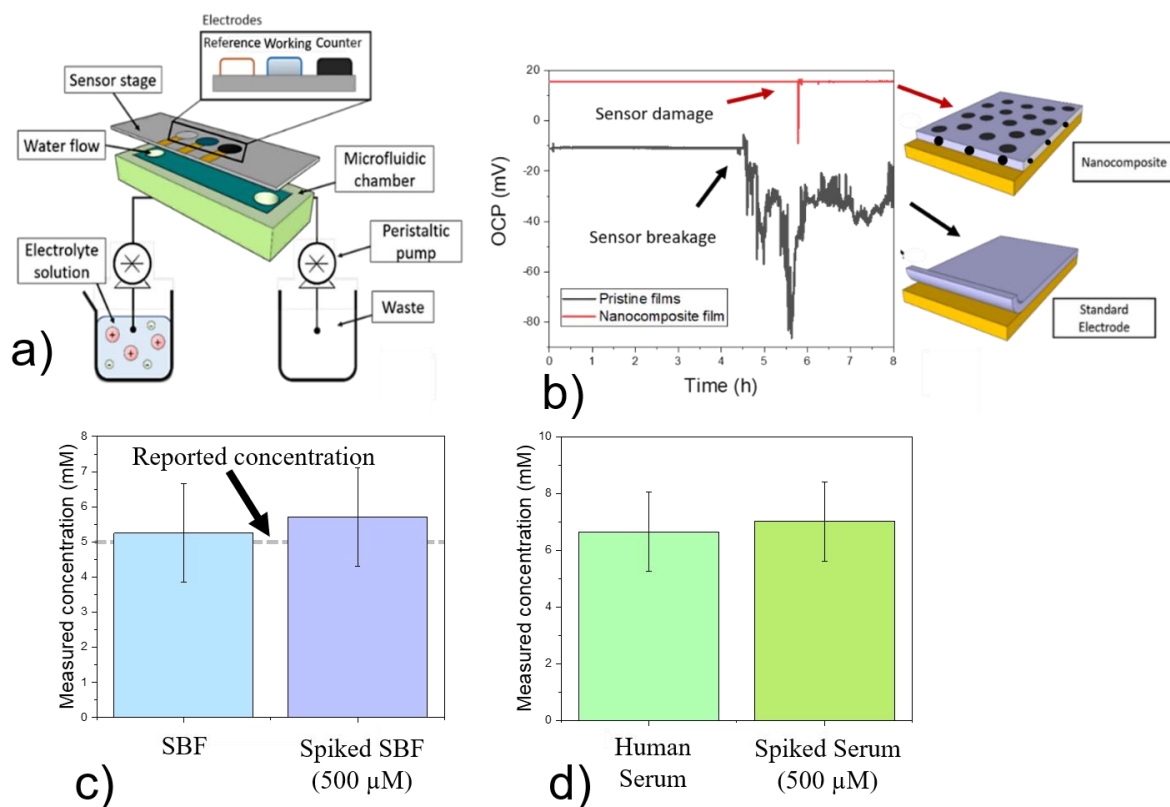 Electrodes
Reference Working Counter
Sensor stage
Water flow
Microfluidic
chamber
Electrolyte
solution
Peristaltic
pump
Waste
a)
20
0
-20
-40
-60
-80
OCP (mV)
Sensor damage
Sensor breakage
Pristine films
Nanocomposite film
0 1 2 3 4 5 6 7 8
Time (h)
Nanocomposite
Standard
Electrode
b)
8
7
6
5
4
3
2
1
0
Measured concentration (mM)
Reported concentration
SBF
Spiked SBF
(500 µM)
c)
10
8
6
4
2
0
Measured concentration (mM)
Human
Serum
Spiked Serum
(500 µM)
d)